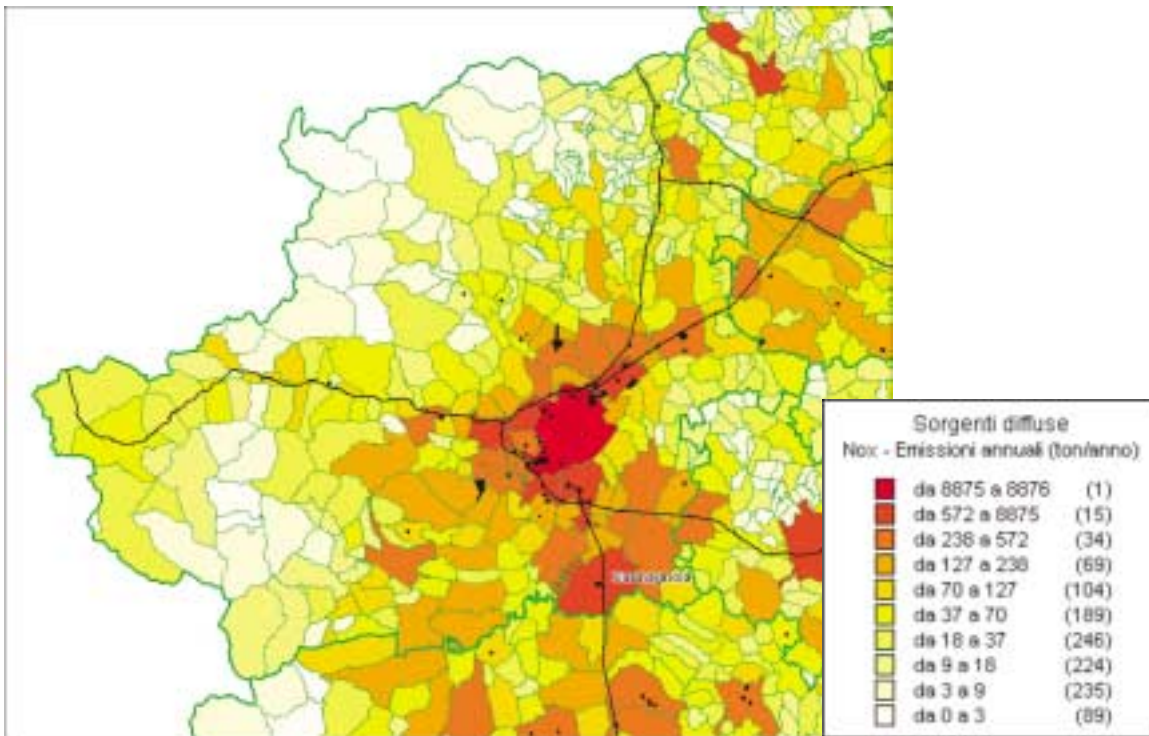 Carmagnola
Sorgenti diffuse
Nox - Emissioni annuali (ton/anno)
da 8875 a 8876 (1)
da 572 a 8875 (15)
da 238 a 572 (34)
da 127 a 238 (69)
da 70 a 127 (104)
da 37 a 70 (189)
da 18 a 37 (246)
da 9 a 18 (224)
da 3 a 9 (235)
da 0 a 3 (89)